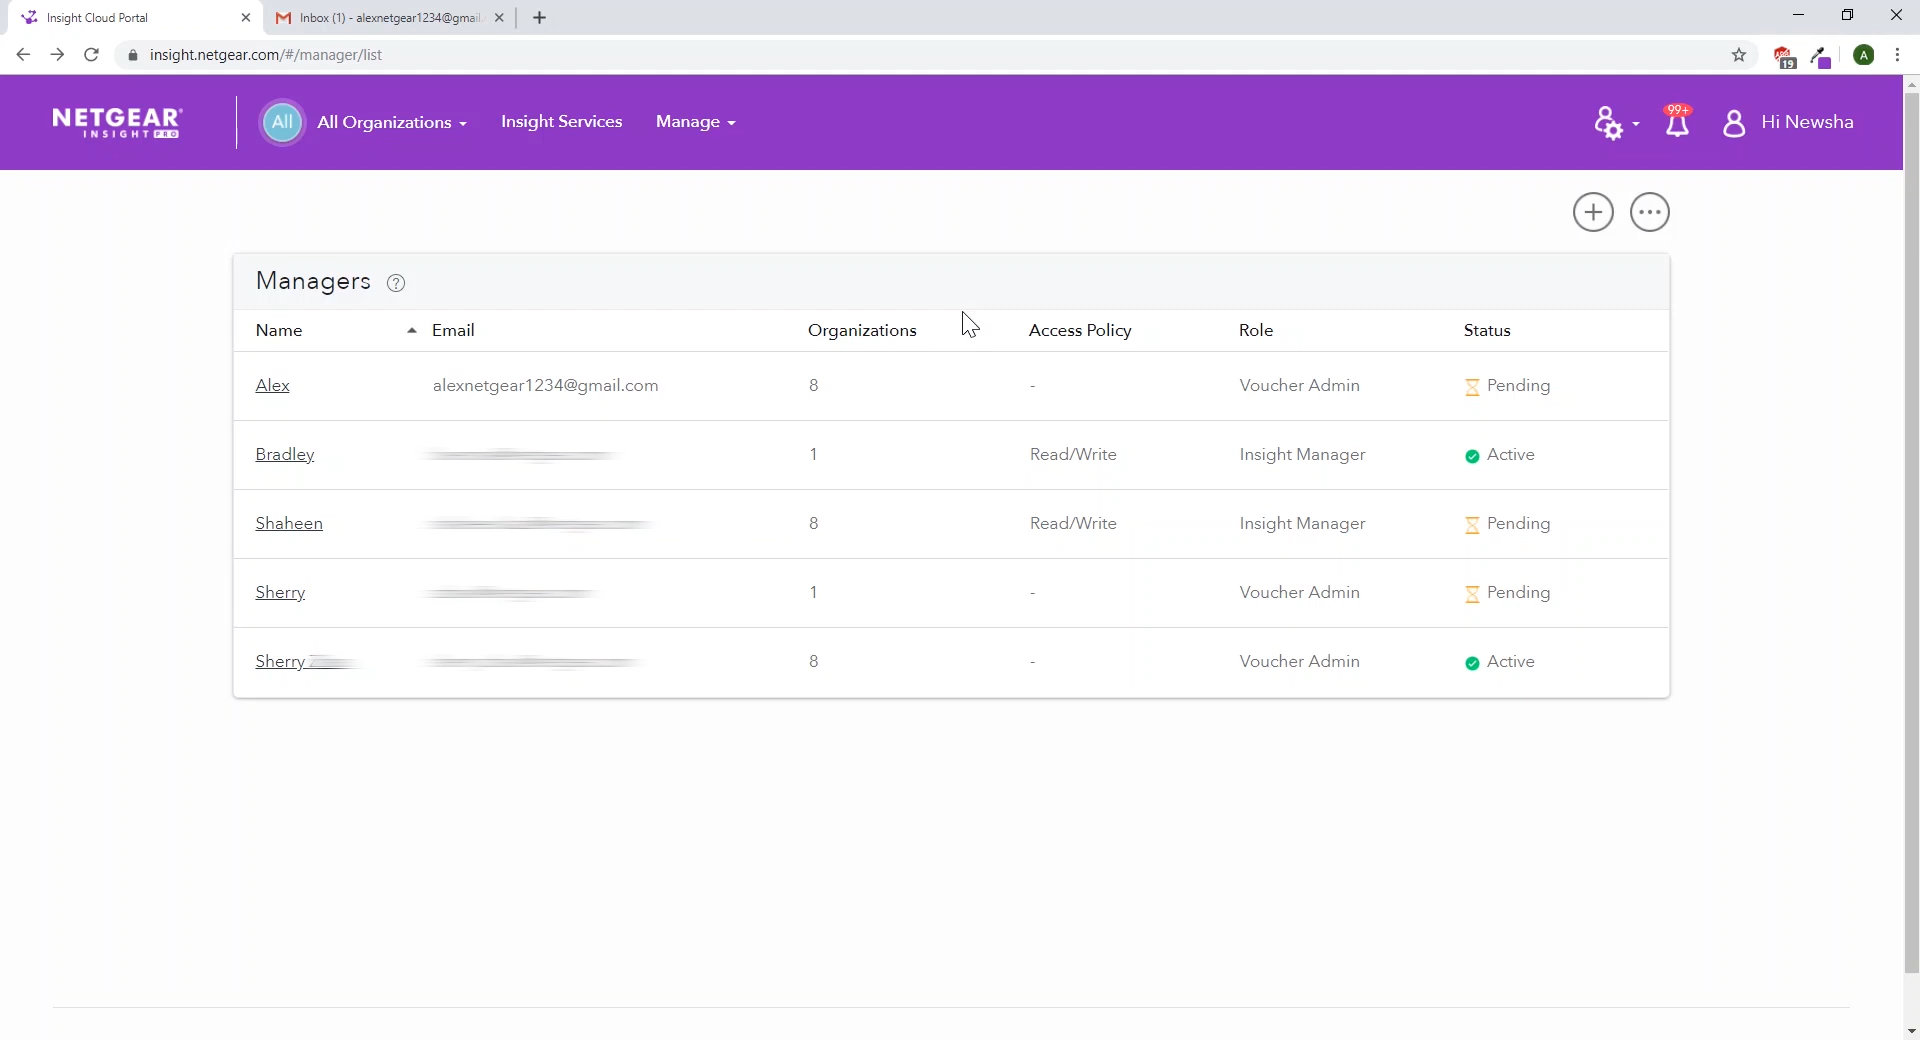 Insight Cloud Portal
Inbox (1) - alexnetgear1234@gmail.
insight.netgear.com/#/manager/list
19
A
NETGEAR
INSIGHT PRO
All
All Organizations
Insight Services
Manage
99+
Hi Newsha
Managers ?
Name Email Organizations Access Policy Role Status
Alex alexnetgear1234@gmail.com 8 - Voucher Admin Pending
Bradley 1 Read/Write Insight Manager Active
Shaheen 8 Read/Write Insight Manager Pending
Sherry 1 - Voucher Admin Pending
Sherry 8 - Voucher Admin Active